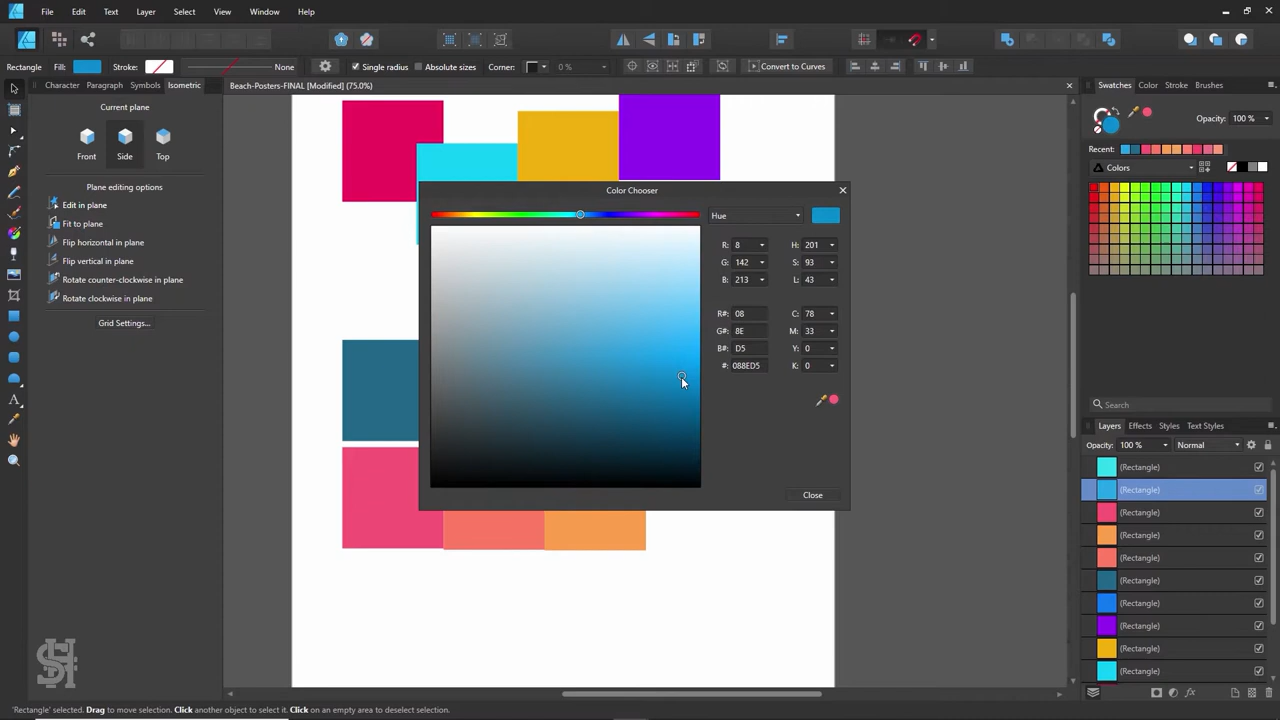 File Edit Text Layer Select View Window Help
Rectangle Fill: Stroke: None Single radius Absolute sizes Corner: 0 % Convert to Curves
Character Paragraph Symbols Isometric
Beach-Posters-FINAL [Modified] (75.0%)
Swatches Color Stroke Brushes
Current plane
Front Side Top
Opacity: 100 %
Recent:
Colors
Plane editing options
Edit in plane
Fit to plane
Flip horizontal in plane
Flip vertical in plane
Rotate counter-clockwise in plane
Rotate clockwise in plane
Grid Settings...
Color Chooser
Hue
R: 8 H: 201
G: 142 S: 93
B: 213 L: 43
R#: 08 C: 78
G#: 8E M: 33
B#: D5 Y: 0
#: 088ED5 K: 0
Close
Search
Layers Effects Styles Text Styles
Opacity: 100 % Normal
(Rectangle)
(Rectangle)
(Rectangle)
(Rectangle)
(Rectangle)
(Rectangle)
(Rectangle)
(Rectangle)
(Rectangle)
(Rectangle)
'Rectangle' selected. Drag to move selection. Click another object to select it. Click on an empty area to deselect selection.